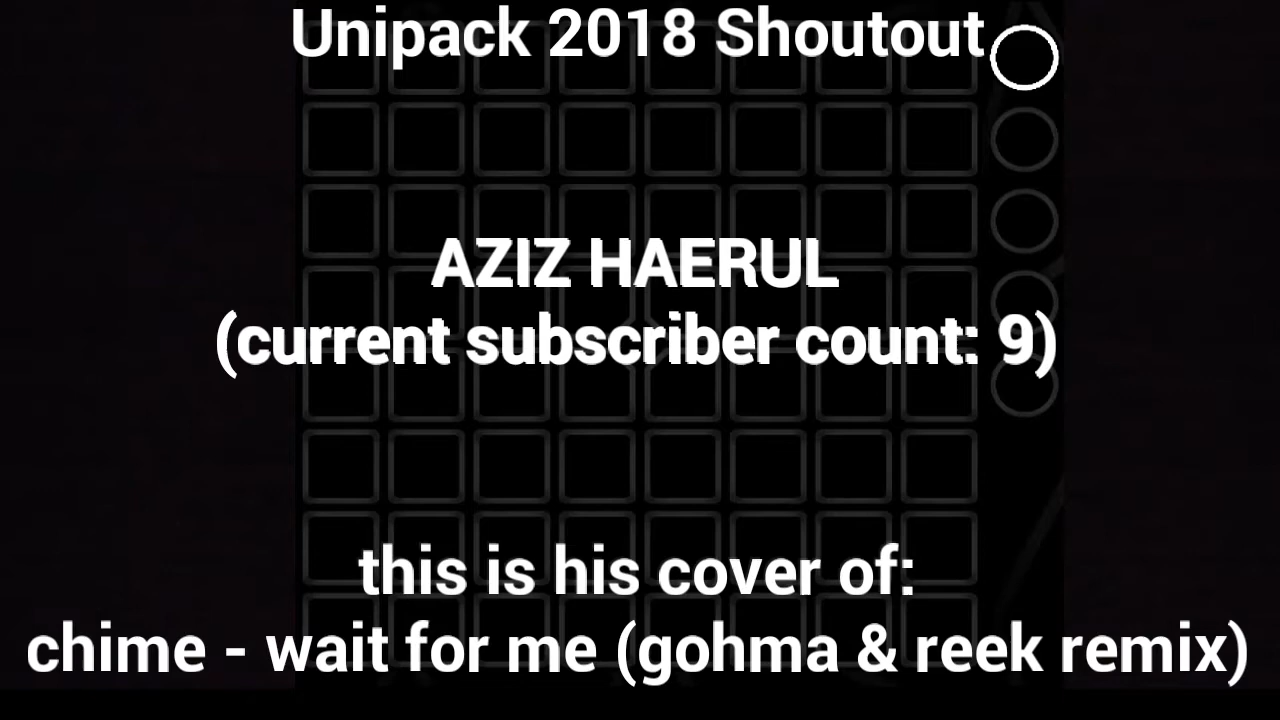 Unipack 2018 Shoutout
AZIZ HAERUL
(current subscriber count: 9)
this is his cover of:
chime - wait for me (gohma & reek remix)